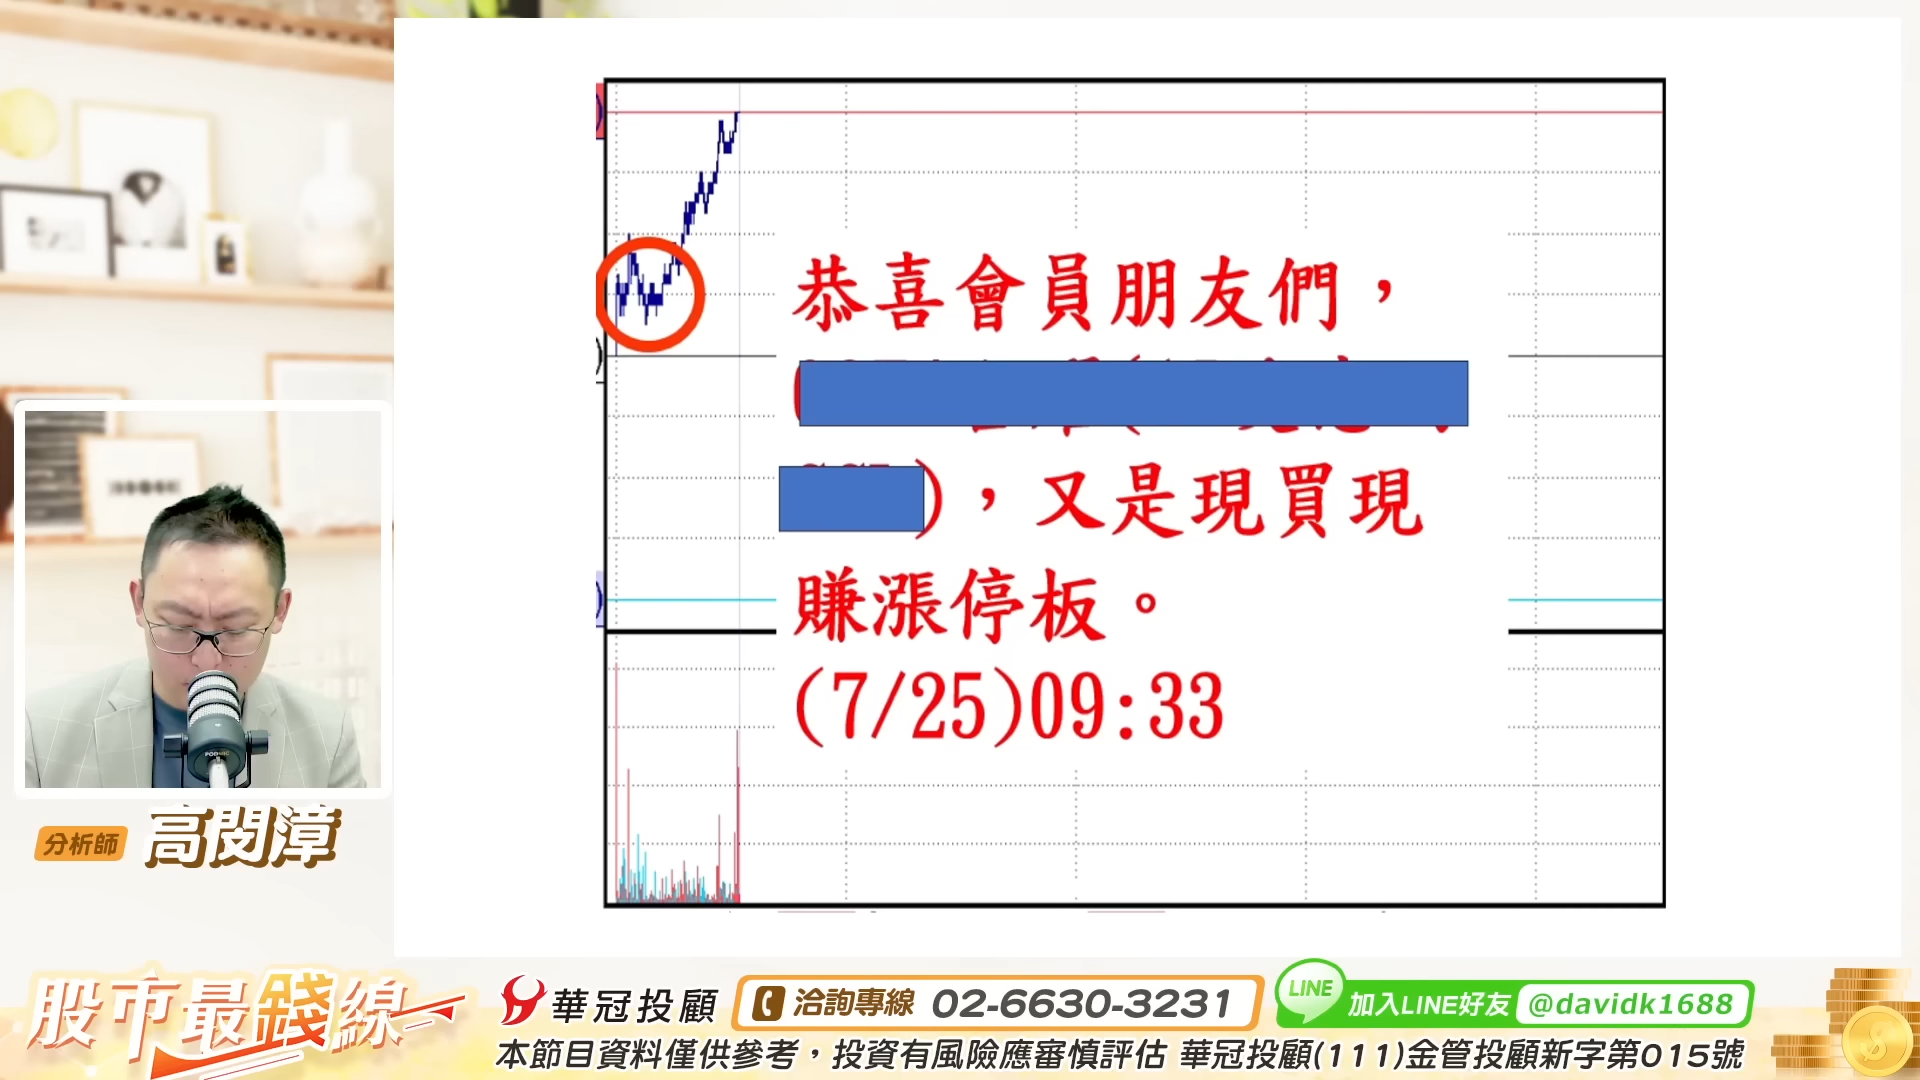 恭喜會員朋友們，
)，又是現買現
賺漲停板。
(7/25)09:33
分析師 高閔漳
股市最錢線
華冠投顧
洽詢專線 02-6630-3231
LINE
加入LINE好友 @davidk1688
本節目資料僅供參考，投資有風險應審慎評估 華冠投顧(111)金管投顧新字第015號